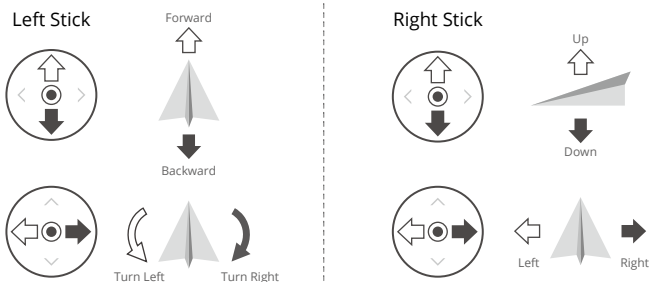 Left Stick
Forward
Backward
Turn Left
Turn Right
Right Stick
Up
Down
Left
Right